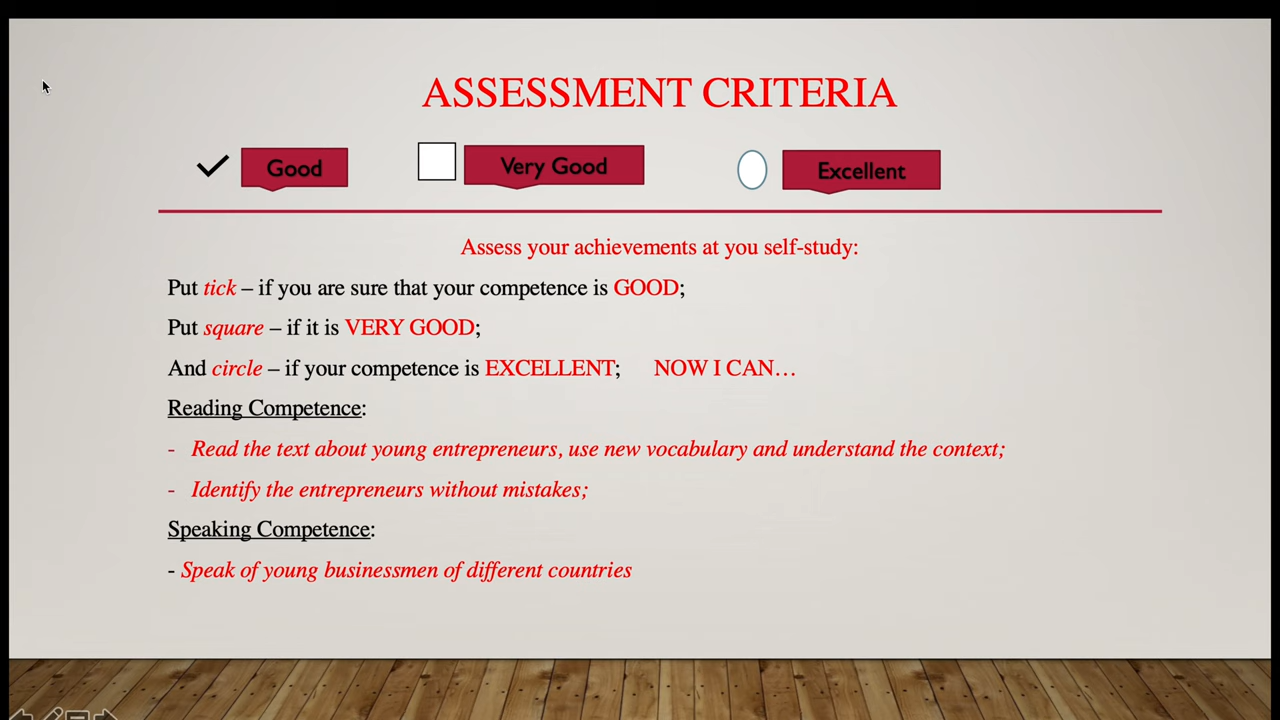 ASSESSMENT CRITERIA
Good Very Good Excellent
Assess your achievements at you self-study:
Put tick – if you are sure that your competence is GOOD;
Put square – if it is VERY GOOD;
And circle – if your competence is EXCELLENT; NOW I CAN…
Reading Competence:
- Read the text about young entrepreneurs, use new vocabulary and understand the context;
- Identify the entrepreneurs without mistakes;
Speaking Competence:
- Speak of young businessmen of different countries